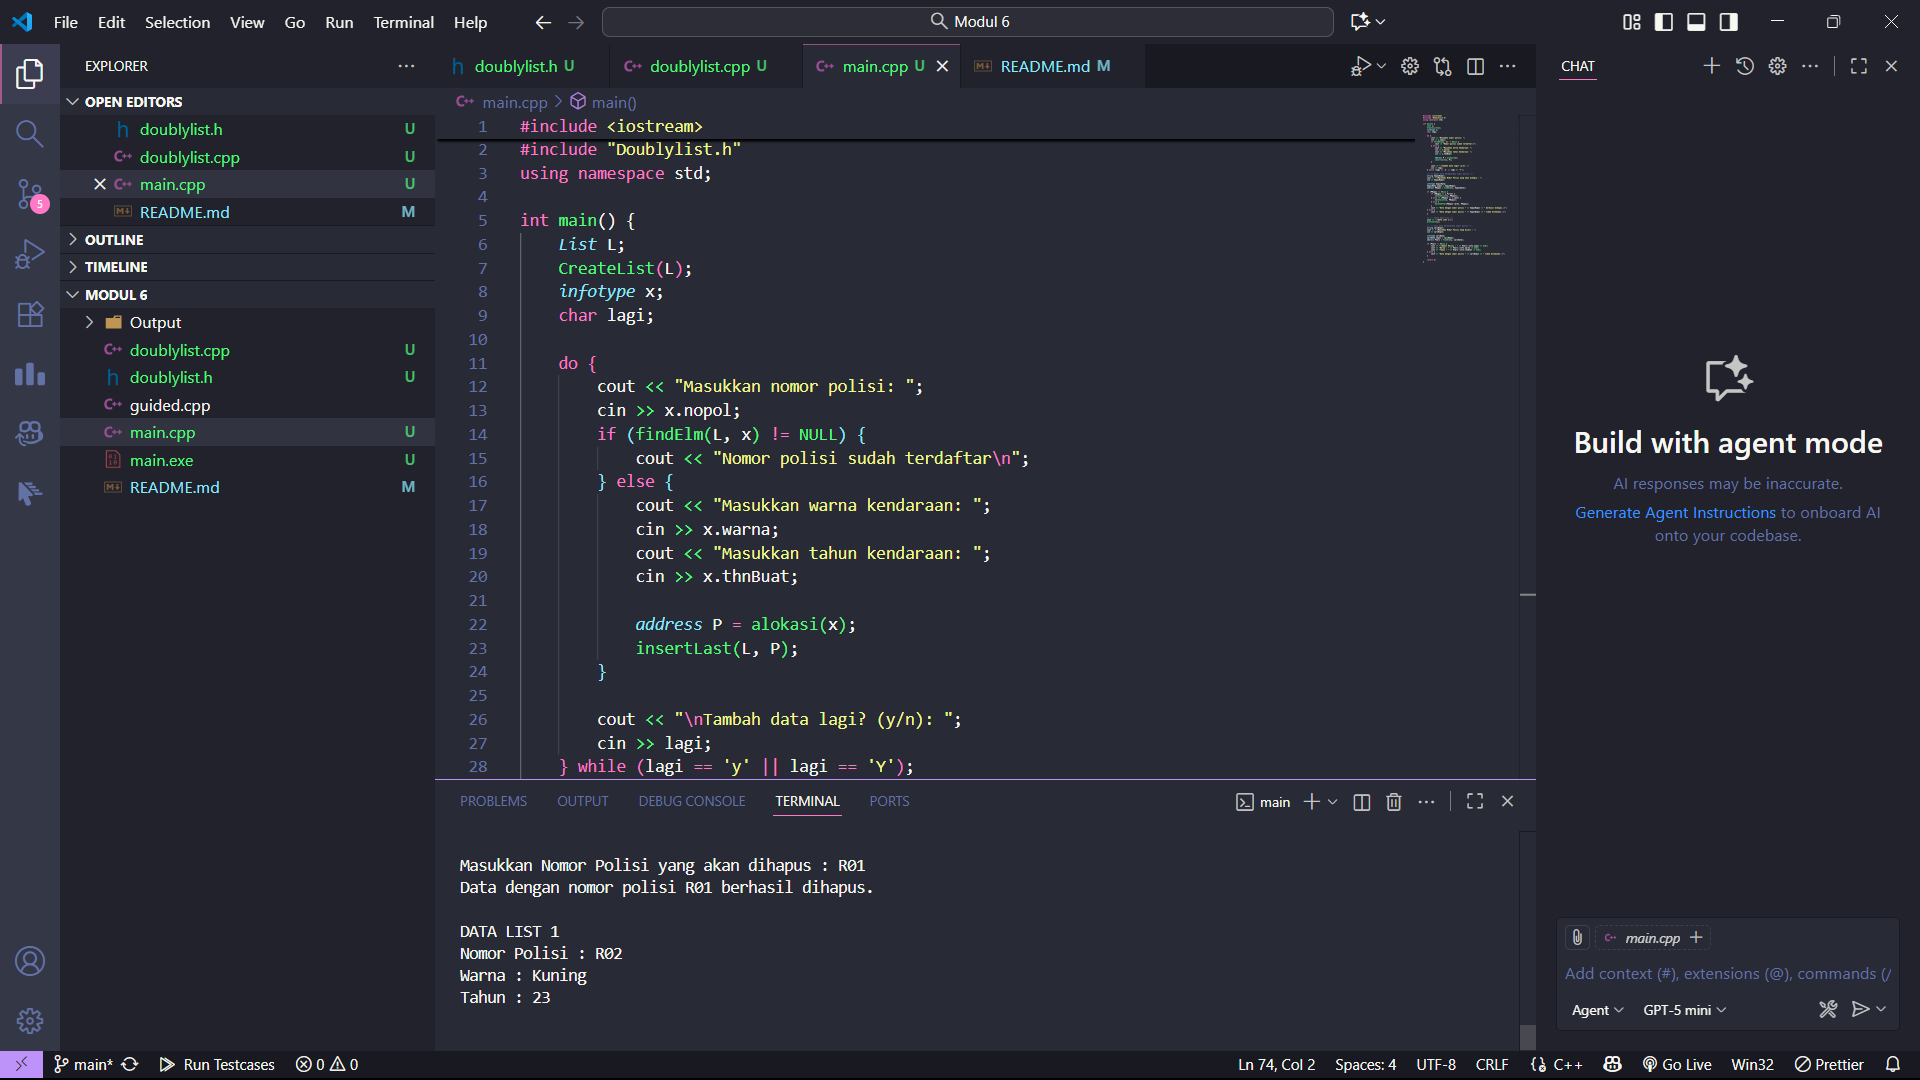 File Edit Selection View Go Run Terminal Help
Modul 6
EXPLORER
OPEN EDITORS
doublylist.h U
doublylist.cpp U
main.cpp U
README.md M
OUTLINE
TIMELINE
MODUL 6
Output
doublylist.cpp U
doublylist.h U
guided.cpp
main.cpp U
main.exe U
README.md M
5
doublylist.h U
doublylist.cpp U
main.cpp U
README.md M
main.cpp > main()
1 #include <iostream>
2 #include "Doublylist.h"
3 using namespace std;
4
5 int main() {
6 List L;
7 CreateList(L);
8 infotype x;
9 char lagi;
10
11 do {
12 cout << "Masukkan nomor polisi: ";
13 cin >> x.nopol;
14 if (findElm(L, x) != NULL) {
15 cout << "Nomor polisi sudah terdaftar\n";
16 } else {
17 cout << "Masukkan warna kendaraan: ";
18 cin >> x.warna;
19 cout << "Masukkan tahun kendaraan: ";
20 cin >> x.thnBuat;
21
22 address P = alokasi(x);
23 insertLast(L, P);
24 }
25
26 cout << "\nTambah data lagi? (y/n): ";
27 cin >> lagi;
28 } while (lagi == 'y' || lagi == 'Y');
PROBLEMS OUTPUT DEBUG CONSOLE TERMINAL PORTS
main
Masukkan Nomor Polisi yang akan dihapus : R01
Data dengan nomor polisi R01 berhasil dihapus.
DATA LIST 1
Nomor Polisi : R02
Warna : Kuning
Tahun : 23
CHAT
Build with agent mode
AI responses may be inaccurate.
Generate Agent Instructions to onboard AI
onto your codebase.
main.cpp
Add context (#), extensions (@), commands (/
Agent GPT-5 mini
main* Run Testcases 0 0
Ln 74, Col 2 Spaces: 4 UTF-8 CRLF C++ Go Live Win32 Prettier